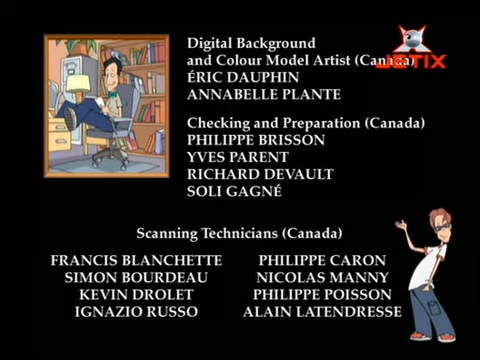 Digital Background
and Colour Model Artist (Canada)
ÉRIC DAUPHIN
ANNABELLE PLANTE
JETIX
Checking and Preparation (Canada)
PHILIPPE BRISSON
YVES PARENT
RICHARD DEVAULT
SOLI GAGNÉ
Scanning Technicians (Canada)
FRANCIS BLANCHETTE PHILIPPE CARON
SIMON BOURDEAU NICOLAS MANNY
KEVIN DROLET PHILIPPE POISSON
IGNAZIO RUSSO ALAIN LATENDRESSE